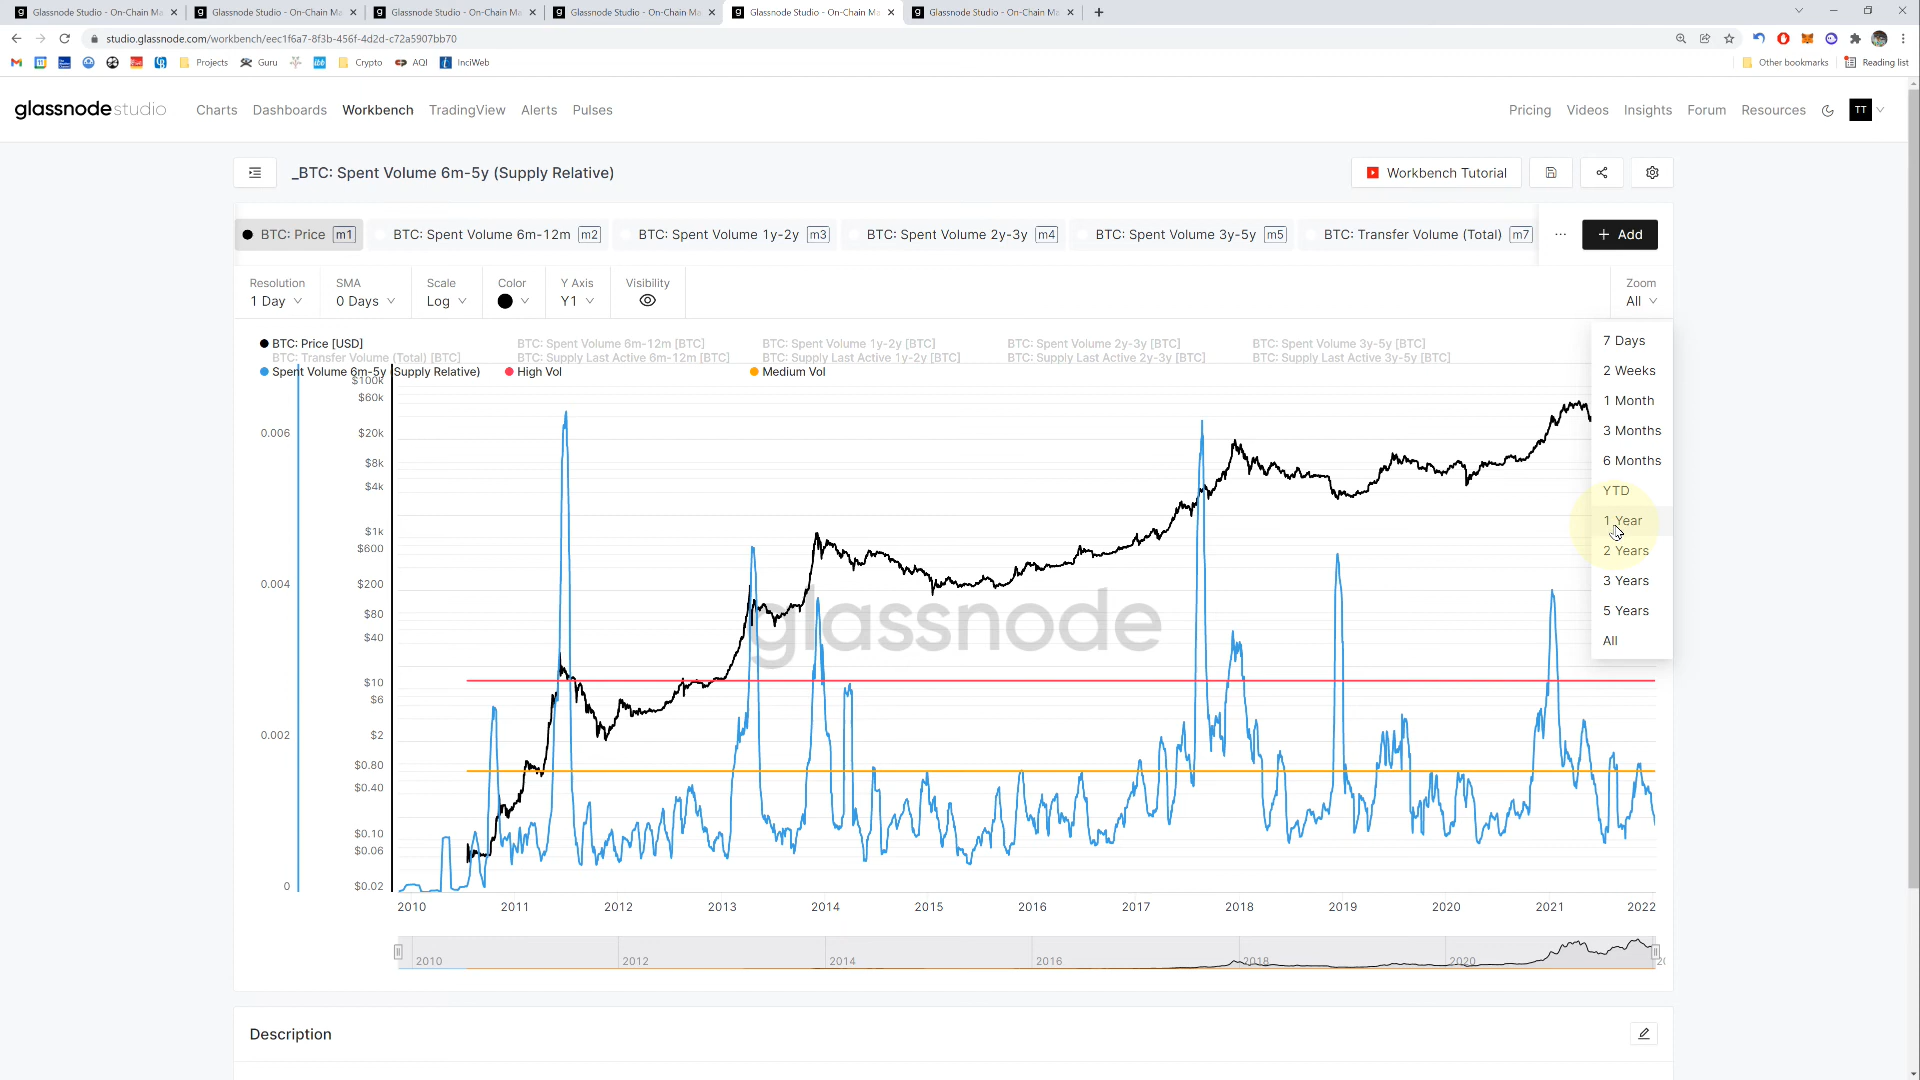 Glassnode Studio - On-Chain Ma
Glassnode Studio - On-Chain Ma
Glassnode Studio - On-Chain Ma
Glassnode Studio - On-Chain Ma
Glassnode Studio - On-Chain Ma
Glassnode Studio - On-Chain Ma
studio.glassnode.com/workbench/eec1f6a7-8f3b-456f-4d2d-c72a5907bb70
Projects
Guru
Crypto
AQI
InciWeb
Other bookmarks
Reading list
glassnodestudio
Charts
Dashboards
Workbench
TradingView
Alerts
Pulses
Pricing
Videos
Insights
Forum
Resources
TT
_BTC: Spent Volume 6m-5y (Supply Relative)
Workbench Tutorial
BTC: Price m1
BTC: Spent Volume 6m-12m m2
BTC: Spent Volume 1y-2y m3
BTC: Spent Volume 2y-3y m4
BTC: Spent Volume 3y-5y m5
BTC: Transfer Volume (Total) m7
...
+ Add
Resolution
1 Day
SMA
0 Days
Scale
Log
Color
Y Axis
Y1
Visibility
Zoom
All
7 Days
2 Weeks
1 Month
3 Months
6 Months
YTD
1 Year
2 Years
3 Years
5 Years
All
BTC: Price [USD]
BTC: Spent Volume 6m-12m [BTC]
BTC: Spent Volume 1y-2y [BTC]
BTC: Spent Volume 2y-3y [BTC]
BTC: Spent Volume 3y-5y [BTC]
BTC: Transfer Volume (Total) [BTC]
BTC: Supply Last Active 6m-12m [BTC]
BTC: Supply Last Active 1y-2y [BTC]
BTC: Supply Last Active 2y-3y [BTC]
BTC: Supply Last Active 3y-5y [BTC]
Spent Volume 6m-5y (Supply Relative)
High Vol
Medium Vol
0.006
0.004
0.002
0
$100k
$60k
$20k
$8k
$4k
$1k
$600
$200
$80
$40
$10
$6
$2
$0.80
$0.40
$0.10
$0.06
$0.02
glassnode
2010
2011
2012
2013
2014
2015
2016
2017
2018
2019
2020
2021
2022
2010
2012
2014
2016
2018
2020
Description